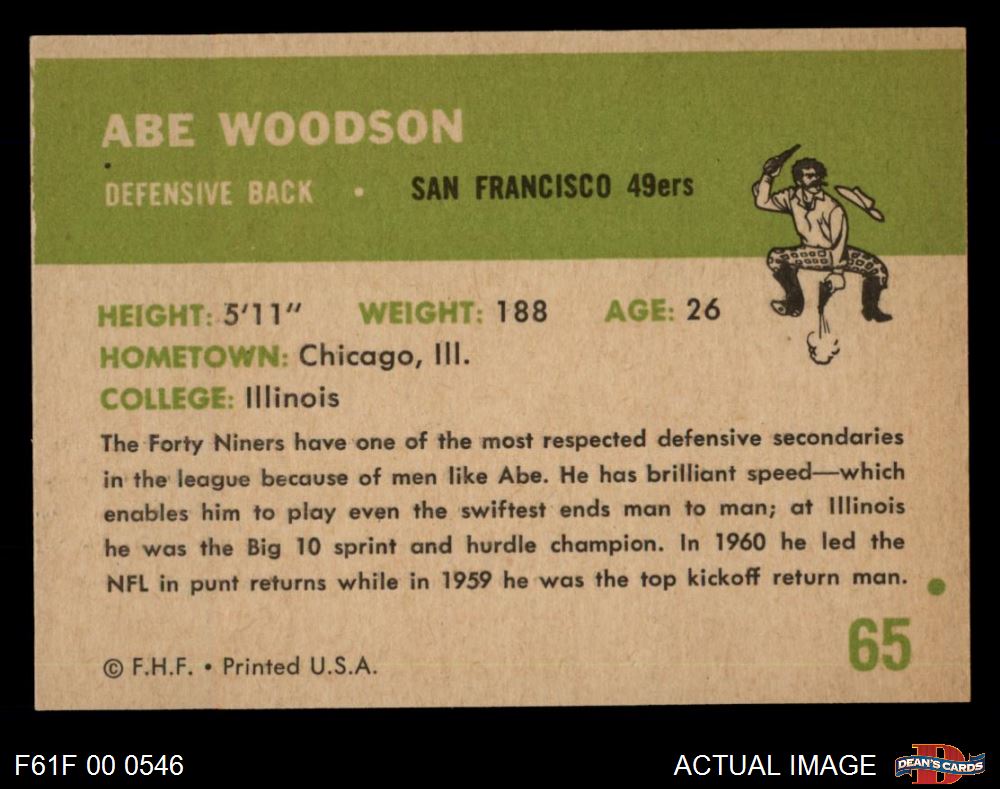 ABE WOODSON
DEFENSIVE BACK • SAN FRANCISCO 49ers
HEIGHT: 5'11" WEIGHT: 188 AGE: 26
HOMETOWN: Chicago, Ill.
COLLEGE: Illinois
The Forty Niners have one of the most respected defensive secondaries
in the league because of men like Abe. He has brilliant speed—which
enables him to play even the swiftest ends man to man; at Illinois
he was the Big 10 sprint and hurdle champion. In 1960 he led the
NFL in punt returns while in 1959 he was the top kickoff return man.
65
© F.H.F. • Printed U.S.A.
F61F 00 0546
ACTUAL IMAGE
DEAN'S CARDS